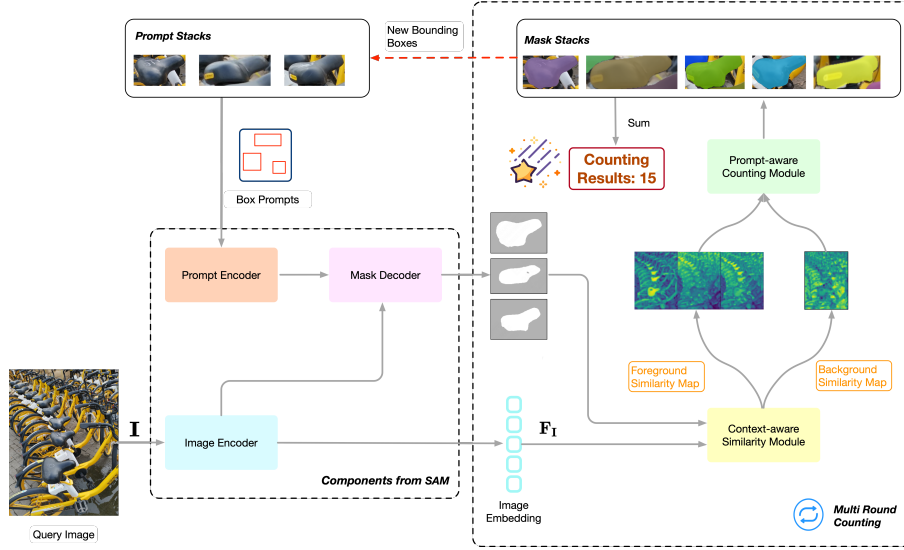 Prompt Stacks
New Bounding
Boxes
Mask Stacks
Sum
Counting
Results: 15
Prompt-aware
Counting Module
Box Prompts
Prompt Encoder
Mask Decoder
Foreground
Similarity Map
Background
Similarity Map
I
Image Encoder
F_I
Context-aware
Similarity Module
Components from SAM
Image
Embedding
Query Image
Multi Round
Counting